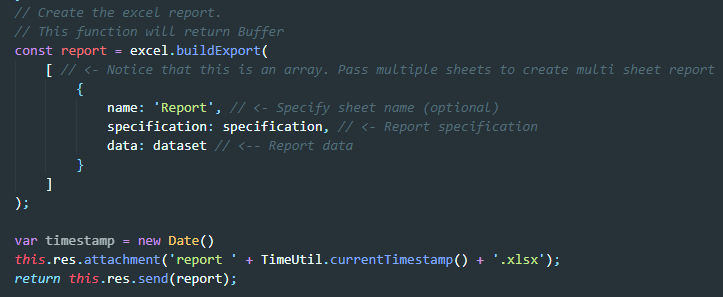 // Create the excel report.
// This function will return Buffer
const report = excel.buildExport(
[ // <- Notice that this is an array. Pass multiple sheets to create multi sheet report
{
name: 'Report', // <- Specify sheet name (optional)
specification: specification, // <- Report specification
data: dataset // <-- Report data
}
]
);
var timestamp = new Date()
this.res.attachment('report ' + TimeUtil.currentTimestamp() + '.xlsx');
return this.res.send(report);